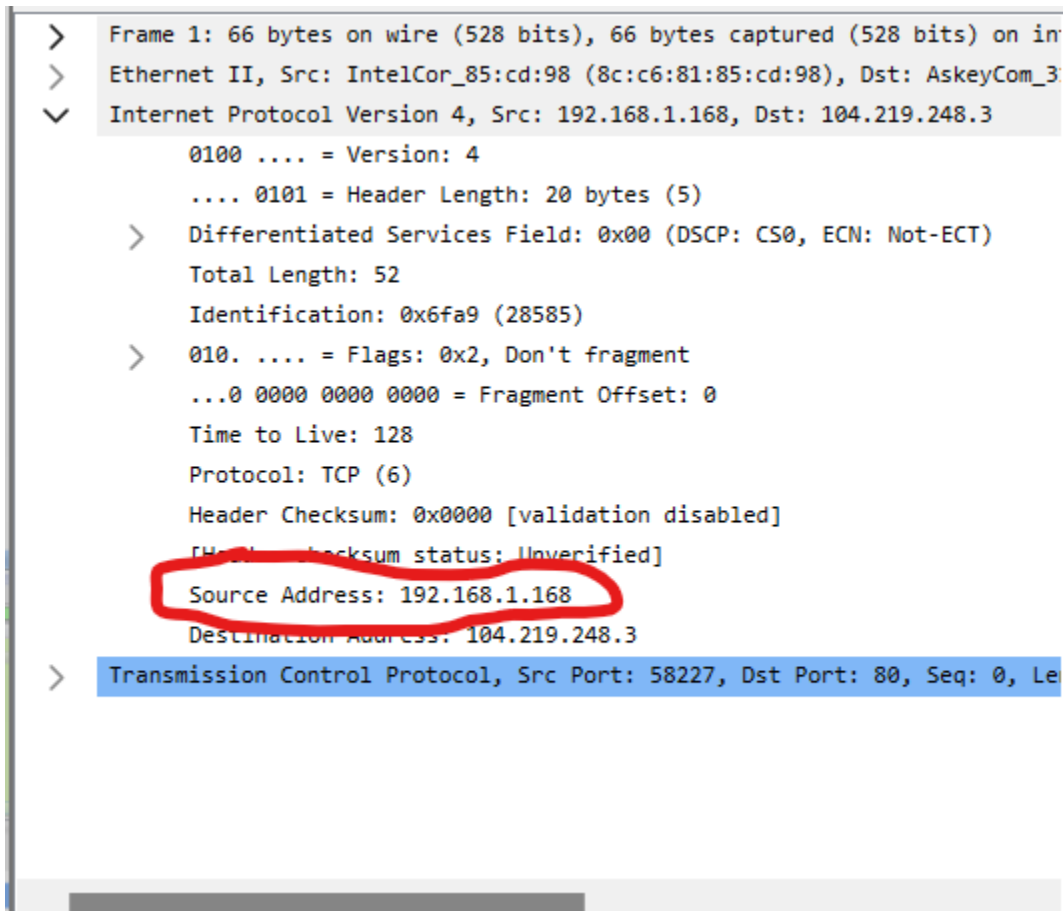 Frame 1: 66 bytes on wire (528 bits), 66 bytes captured (528 bits) on
Ethernet II, Src: IntelCor_85:cd:98 (8c:c6:81:85:cd:98), Dst:
Internet Protocol Version 4, Src: 192.168.1.168, Dst: 104.219.248.3
0100 .... = Version: 4
.... 0101 = Header Length: 20 bytes (5)
Differentiated Services Field: 0x00 (DSCP: CS0, ECN: Not-ECT)
Total Length: 52
Identification: 0x6fa9 (28585)
010. .... = Flags: 0x2, Don't fragment
...0 0000 0000 0000 = Fragment Offset: 0
Time to Live: 128
Protocol: TCP (6)
Header Checksum: 0x0000 [validation disabled]
[Header checksum status: Unverified]
Source Address: 192.168.1.168
Destination Address: 104.219.248.3
Transmission Control Protocol, Src Port: 58227, Dst Port: 80, Seq: 0,